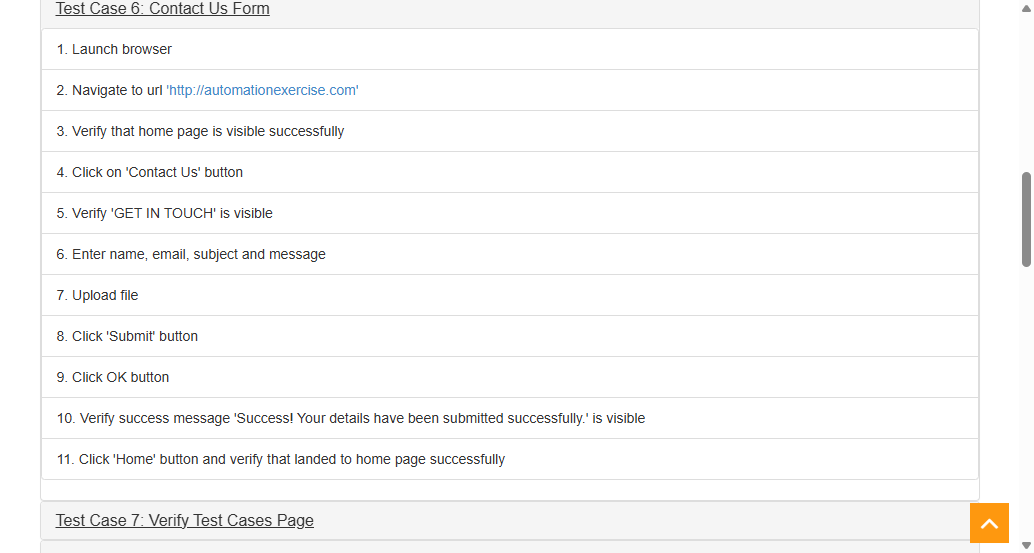 Test Case 6: Contact Us Form
1. Launch browser
2. Navigate to url 'http://automationexercise.com'
3. Verify that home page is visible successfully
4. Click on 'Contact Us' button
5. Verify 'GET IN TOUCH' is visible
6. Enter name, email, subject and message
7. Upload file
8. Click 'Submit' button
9. Click OK button
10. Verify success message 'Success! Your details have been submitted successfully.' is visible
11. Click 'Home' button and verify that landed to home page successfully
Test Case 7: Verify Test Cases Page